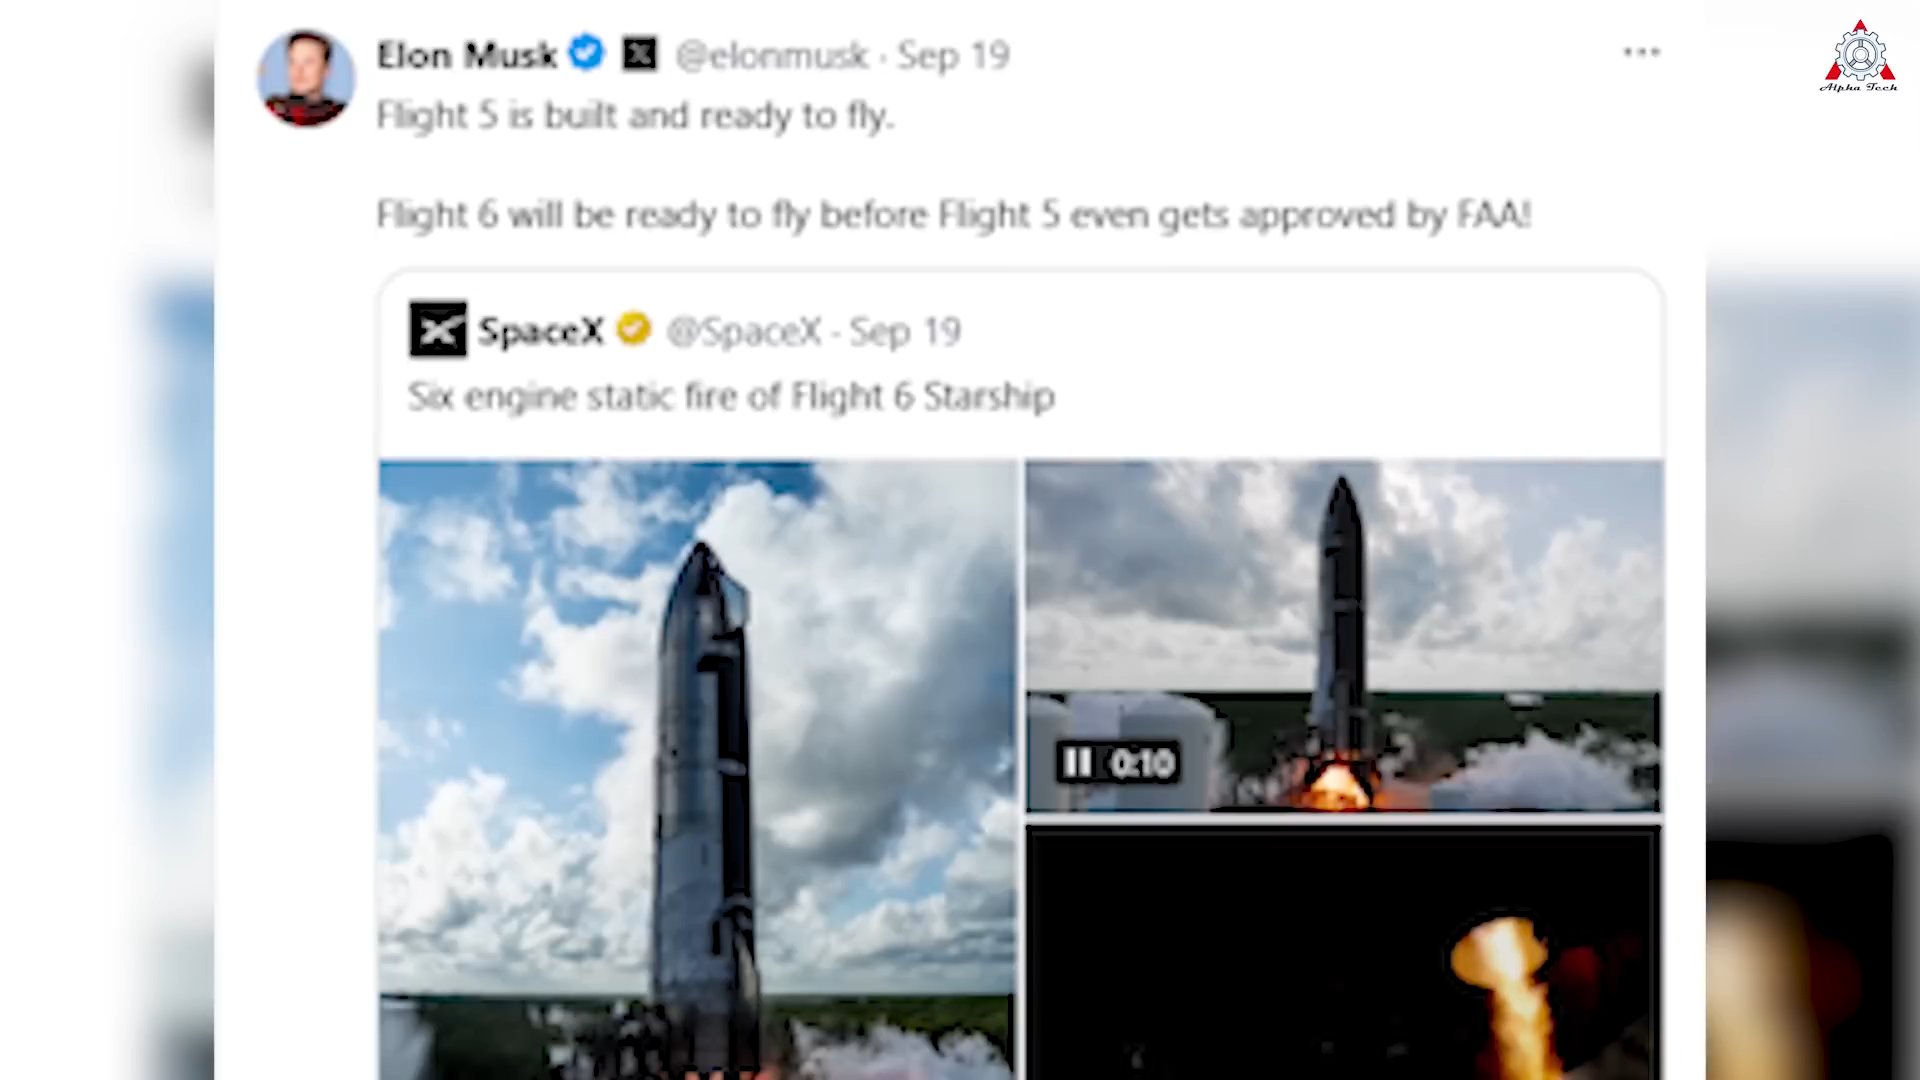 Elon Musk @elonmusk · Sep 19
Flight 5 is built and ready to fly.
Flight 6 will be ready to fly before Flight 5 even gets approved by FAA!
SpaceX @SpaceX · Sep 19
Six engine static fire of Flight 6 Starship
0:10
Alpha Tech